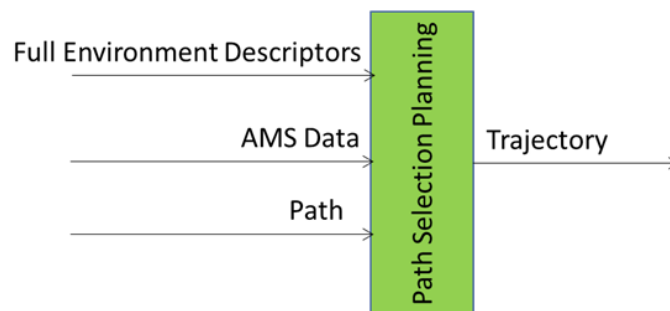 Full Environment Descriptors
AMS Data
Path
Path Selection Planning
Trajectory